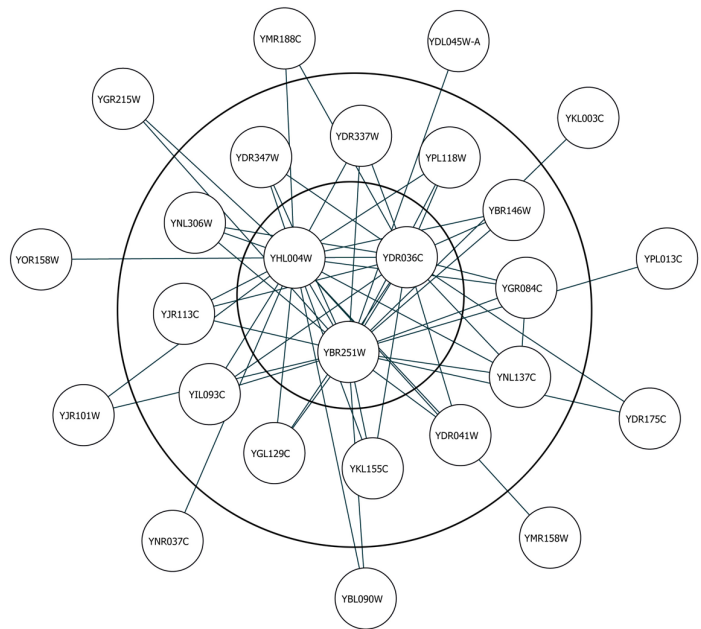 YMR188C
YDL045W-A
YGR215W
YKL003C
YDR337W
YDR347W
YPL118W
YNL306W
YBR146W
YOR158W
YHL004W
YDR036C
YPL013C
YGR084C
YJR113C
YBR251W
YNL137C
YIL093C
YJR101W
YDR175C
YDR041W
YGL129C
YKL155C
YNR037C
YMR158W
YBL090W